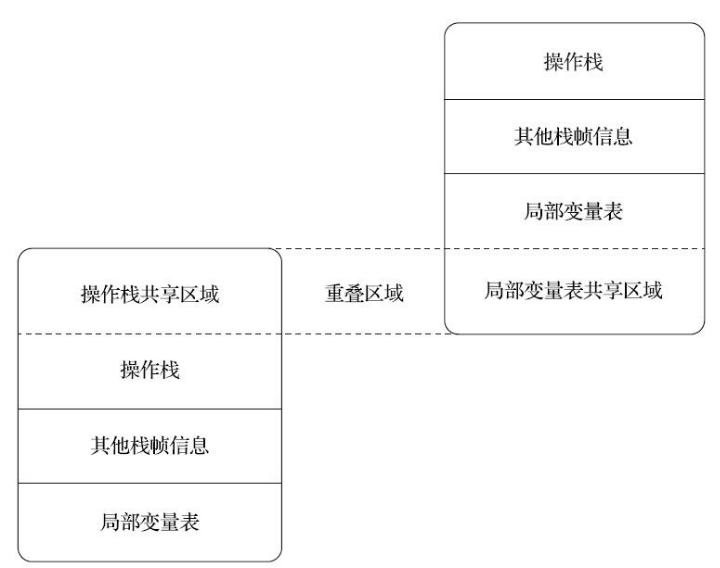 操作栈
其他栈帧信息
局部变量表
局部变量表共享区域
重叠区域
操作栈共享区域
操作栈
其他栈帧信息
局部变量表